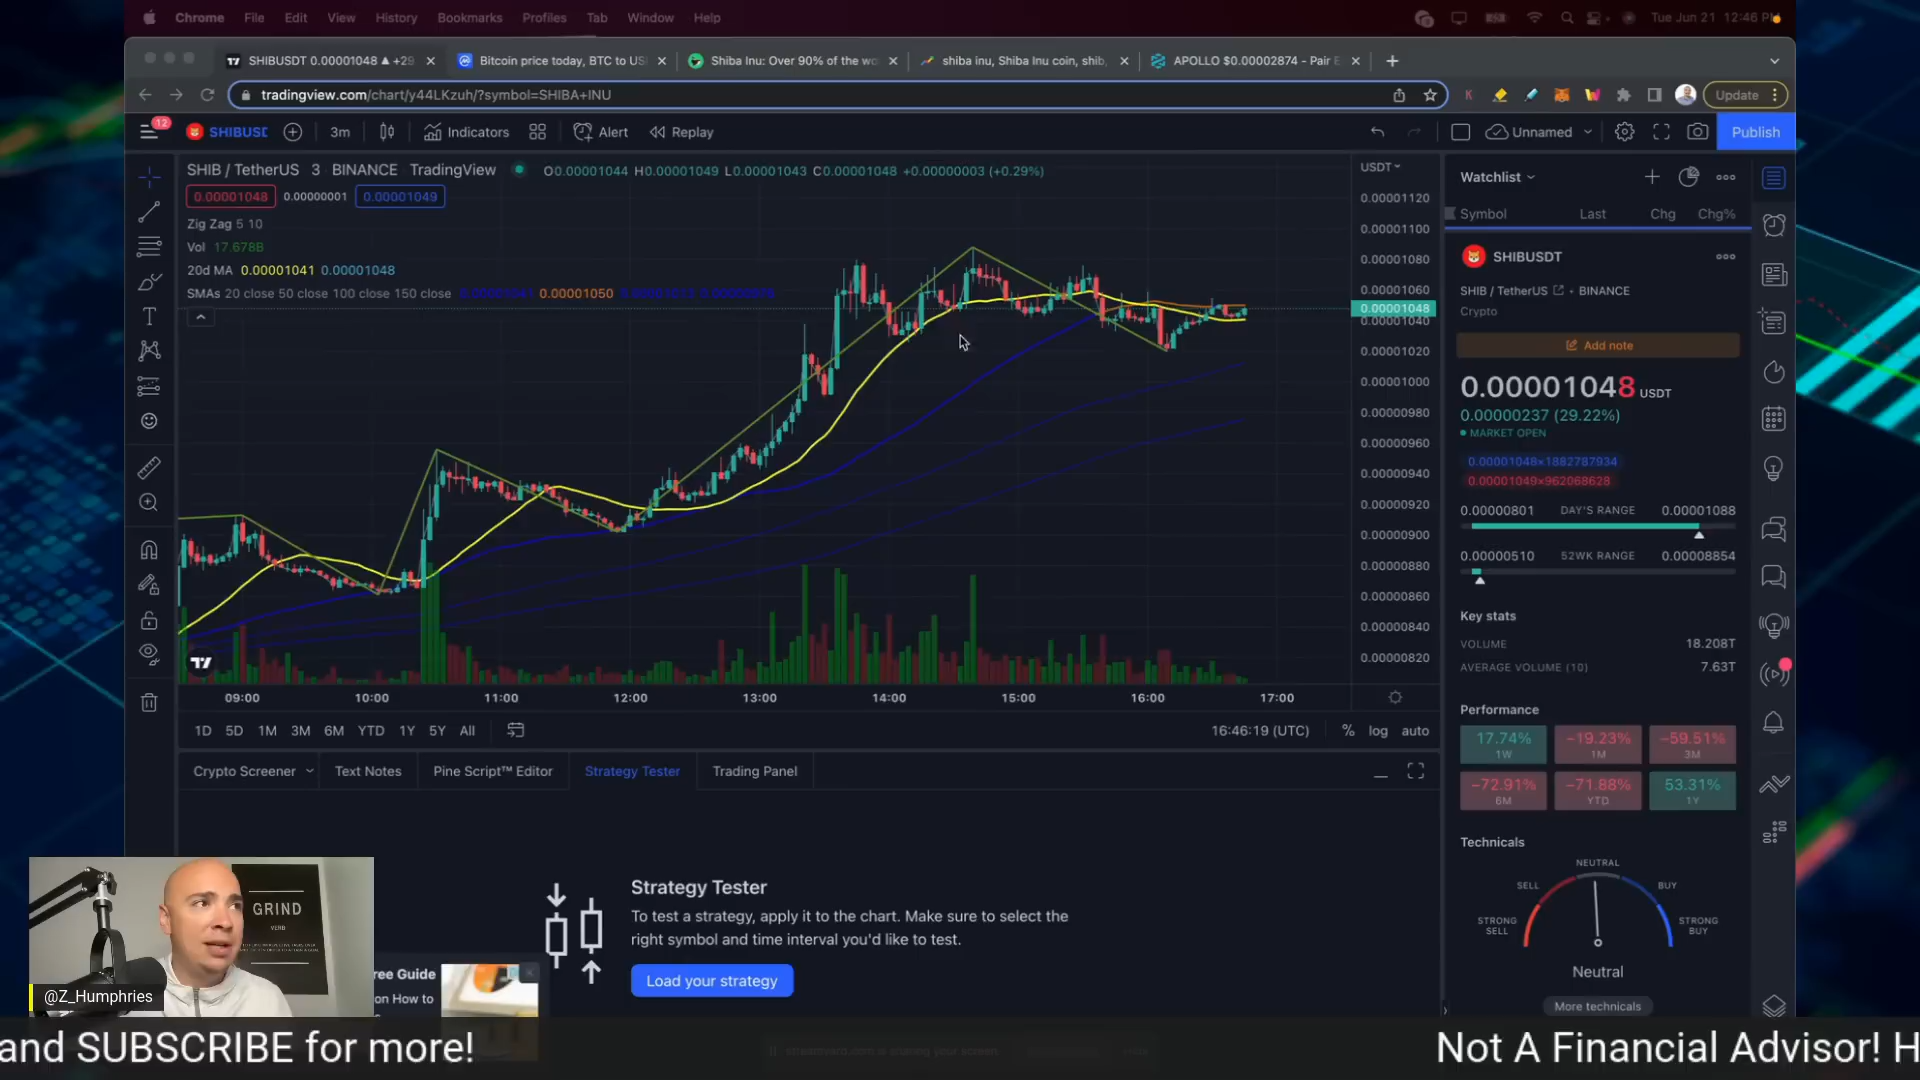 Chrome File Edit View History Bookmarks Profiles Tab Window Help
Tue Jun 21 12:46 P
SHIBUSDT 0.00001048 ▲ +29
Bitcoin price today, BTC to US
Shiba Inu: Over 90% of the wo
shiba inu, Shiba Inu coin, shib,
APOLLO $0.00002874 - Pair E
tradingview.com/chart/y44LKzuh/?symbol=SHIBA+INU
Update
12
SHIBUSD
3m
Indicators
Alert
Replay
Unnamed
Publish
SHIB / TetherUS 3 BINANCE TradingView
O0.00001044 H0.00001049 L0.00001043 C0.00001048 +0.00000003 (+0.29%)
0.00001048 0.00000001 0.00001049
Zig Zag 5 10
Vol 17.678B
20d MA 0.00001041 0.00001048
SMAs 20 close 50 close 100 close 150 close 0.00001050
USDT
0.00001120
0.00001100
0.00001080
0.00001060
0.00001048
0.00001040
0.00001020
0.00001000
0.00000980
0.00000960
0.00000940
0.00000920
0.00000900
0.00000880
0.00000860
0.00000840
0.00000820
09:00 10:00 11:00 12:00 13:00 14:00 15:00 16:00 17:00
1D 5D 1M 3M 6M YTD 1Y 5Y All
16:46:19 (UTC) % log auto
Crypto Screener Text Notes Pine Script™ Editor Strategy Tester Trading Panel
Strategy Tester
To test a strategy, apply it to the chart. Make sure to select the
right symbol and time interval you'd like to test.
Load your strategy
Watchlist
Symbol Last Chg Chg%
SHIBUSDT
SHIB / TetherUS • BINANCE
Crypto
Add note
0.00001048 USDT
0.00000237 (29.22%)
MARKET OPEN
0.00001048×1882787934
0.00001049×962068628
0.00000801 DAY'S RANGE 0.00001088
0.00000510 52WK RANGE 0.00008854
Key stats
VOLUME 18.208T
AVERAGE VOLUME (10) 7.63T
Performance
17.74% −19.23% −59.51%
1W 1M 3M
−72.91% −71.88% 53.31%
6M YTD 1Y
Technicals
NEUTRAL
SELL BUY
STRONG SELL STRONG BUY
Neutral
More technicals
GRIND
VERB
@Z_Humphries
ree Guide
on How to
and SUBSCRIBE for more!
Not A Financial Advisor! H